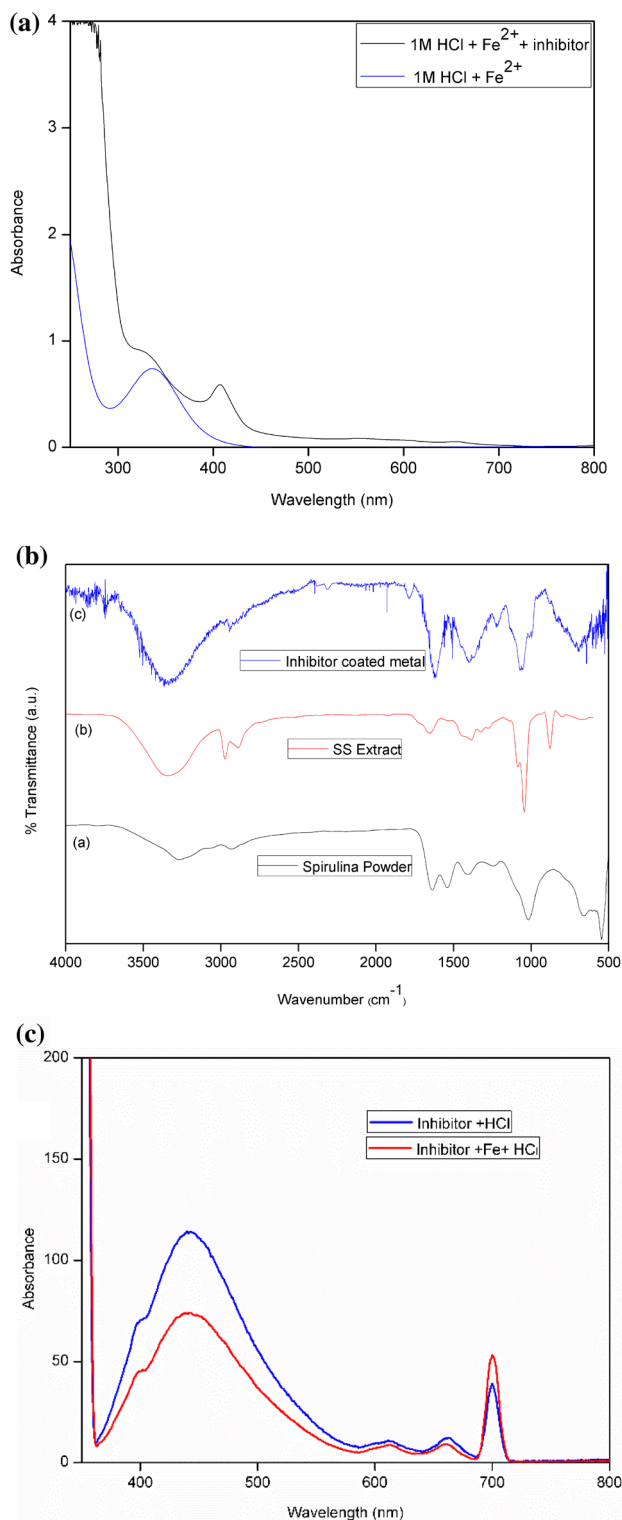 (a)
4
3
2
1
0
Absorbance
1M HCl + Fe2+ + inhibitor
1M HCl + Fe2+
300 400 500 600 700 800
Wavelength (nm)
(b)
(c)
Inhibitor coated metal
(b)
SS Extract
(a)
Spirulina Powder
% Transmittance (a.u.)
4000 3500 3000 2500 2000 1500 1000 500
Wavenumber (cm-1)
(c)
200
150
100
50
0
Absorbance
Inhibitor +HCl
Inhibitor +Fe+ HCl
400 500 600 700 800
Wavelength (nm)